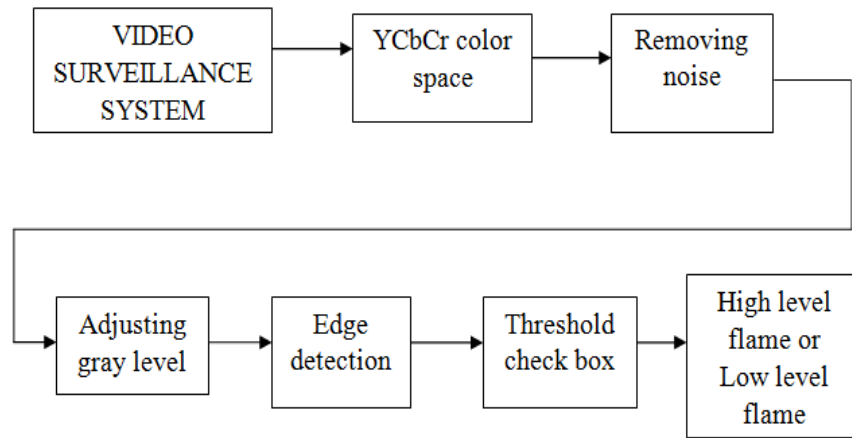 VIDEO
SURVEILLANCE
SYSTEM
YCbCr color
space
Removing
noise
Adjusting
gray level
Edge
detection
Threshold
check box
High level
flame or
Low level
flame